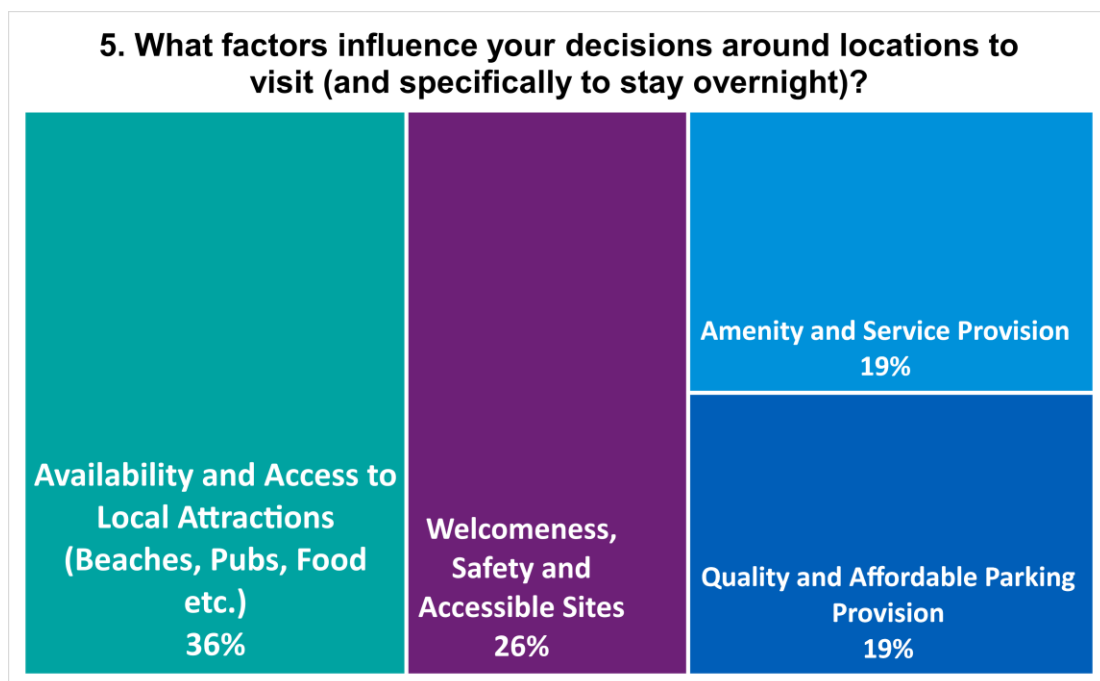 5. What factors influence your decisions around locations to
visit (and specifically to stay overnight)?
Availability and Access to
Local Attractions
(Beaches, Pubs, Food
etc.)
36%
Welcomeness,
Safety and
Accessible Sites
26%
Amenity and Service Provision
19%
Quality and Affordable Parking
Provision
19%